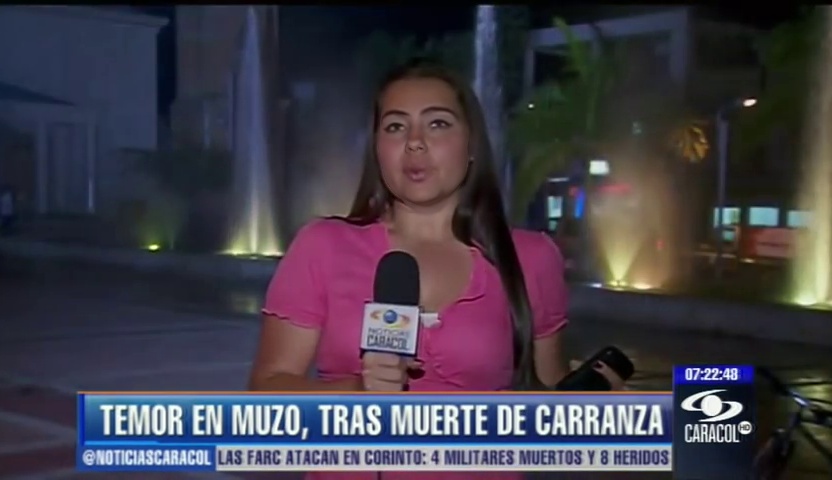 NOTICIAS
CARACOL
07:22:48
TEMOR EN MUZO, TRAS MUERTE DE CARRANZA
CARACOL HD
@NOTICIASCARACOL LAS FARC ATACAN EN CORINTO: 4 MILITARES MUERTOS Y 8 HERIDOS